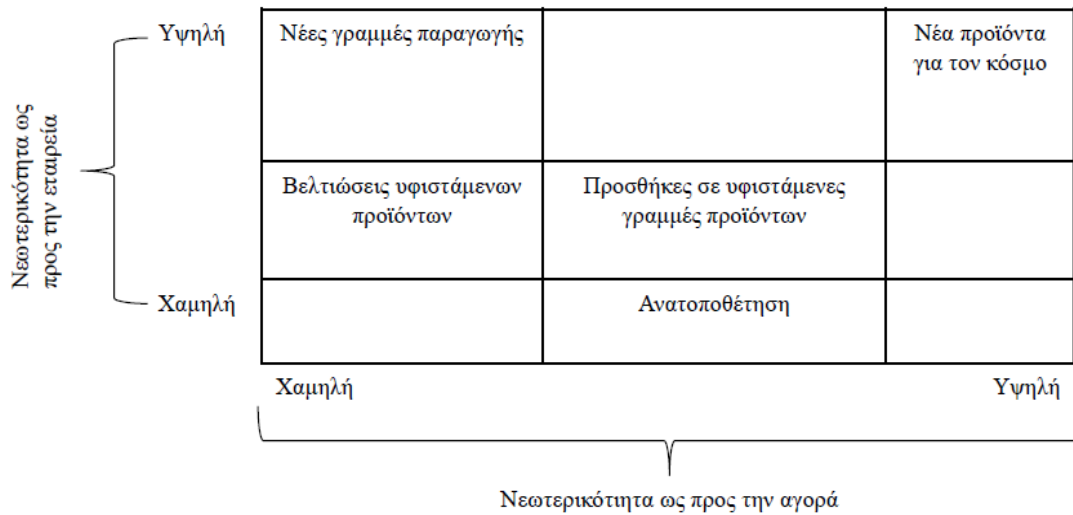 Υψηλή
Νέες γραμμές παραγωγής
Νέα προϊόντα
για τον κόσμο
Νεωτερικότητα ως
προς την εταιρεία
Βελτιώσεις υφιστάμενων
προϊόντων
Προσθήκες σε υφιστάμενες
γραμμές προϊόντων
Χαμηλή
Ανατοποθέτηση
Χαμηλή
Υψηλή
Νεωτερικότιητα ως προς την αγορά